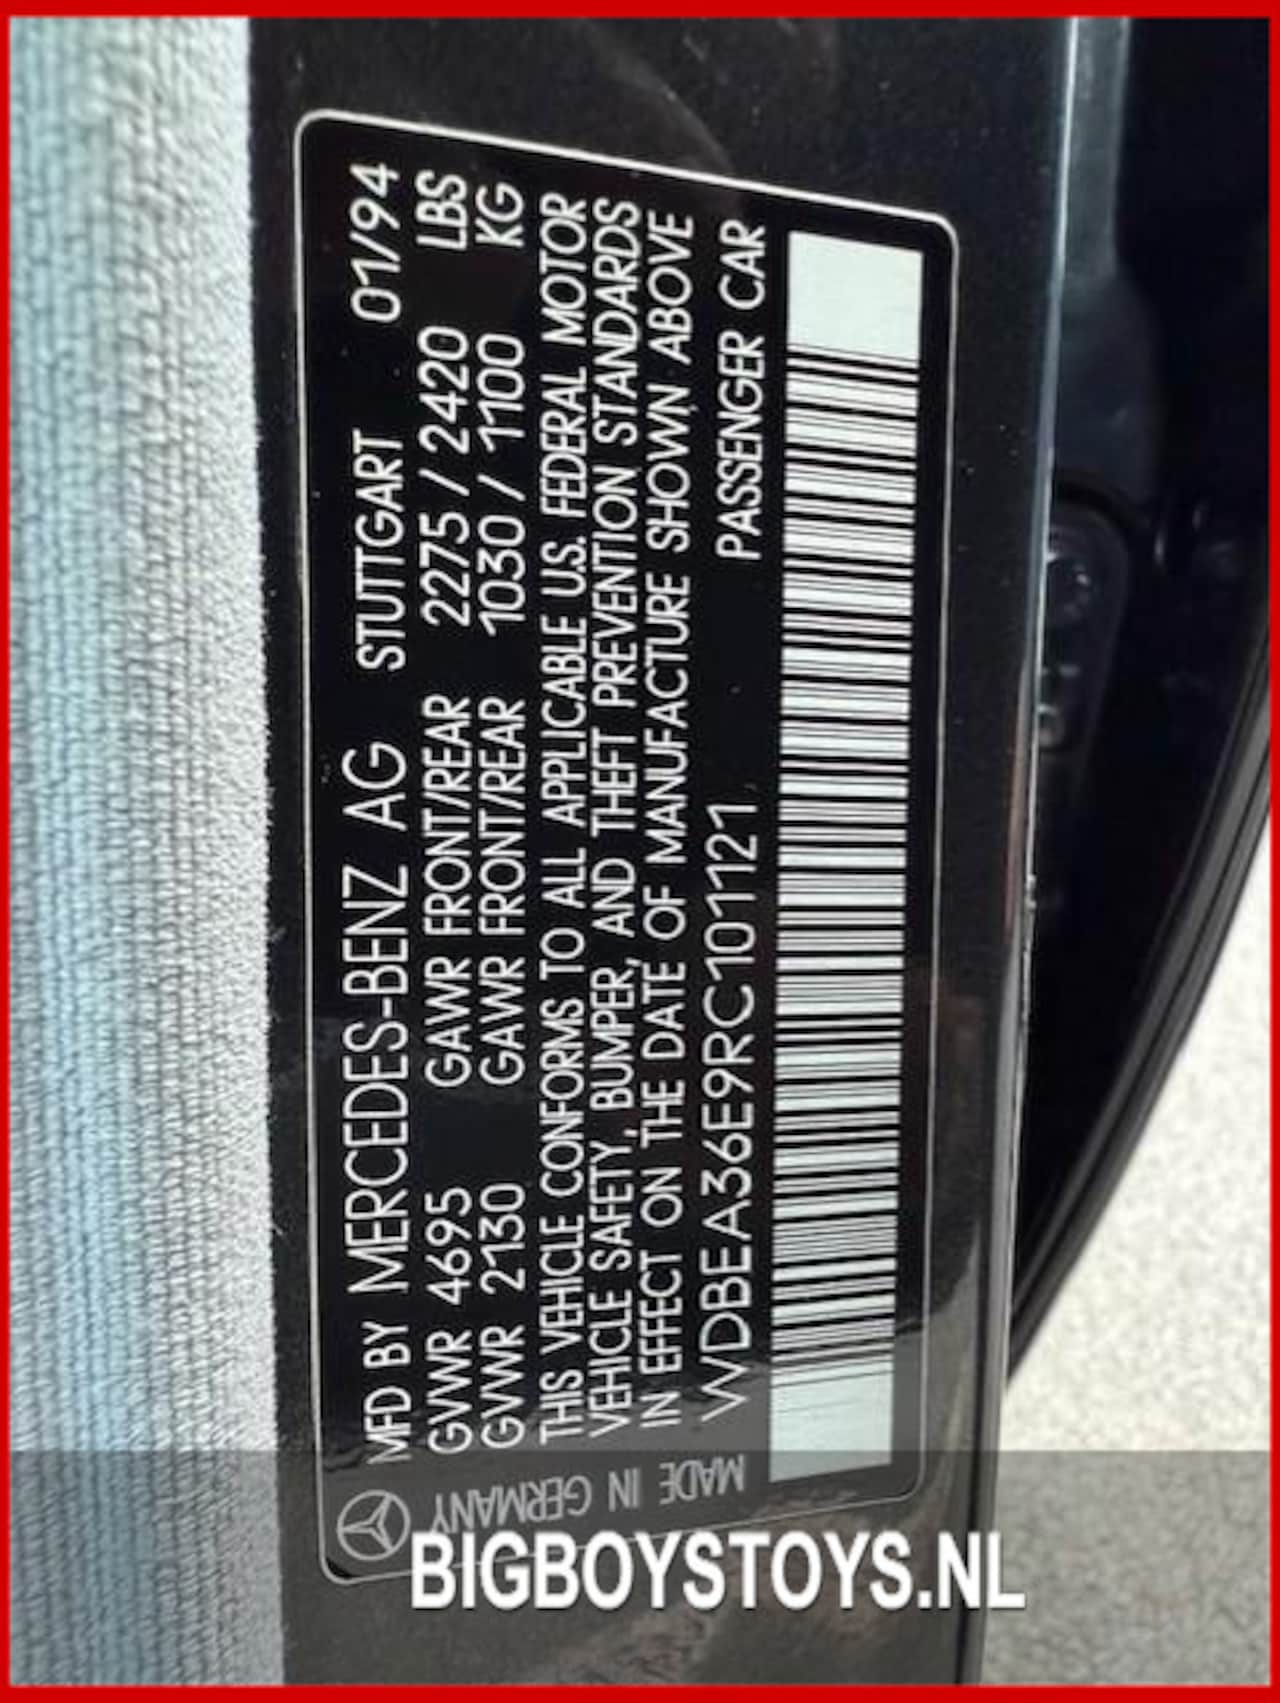 MFD BY MERCEDES-BENZ AG STUTTGART 01/94
GVWR 4695 GAWR FRONT/REAR 2275 / 2420 LBS
GVWR 2130 GAWR FRONT/REAR 1030 / 1100 KG
THIS VEHICLE CONFORMS TO ALL APPLICABLE U.S. FEDERAL MOTOR
VEHICLE SAFETY, BUMPER, AND THEFT PREVENTION STANDARDS
IN EFFECT ON THE DATE OF MANUFACTURE SHOWN ABOVE
WDBEA36E9RC101121 PASSENGER CAR
MADE IN GERMANY
BIGBOYSTOYS.NL